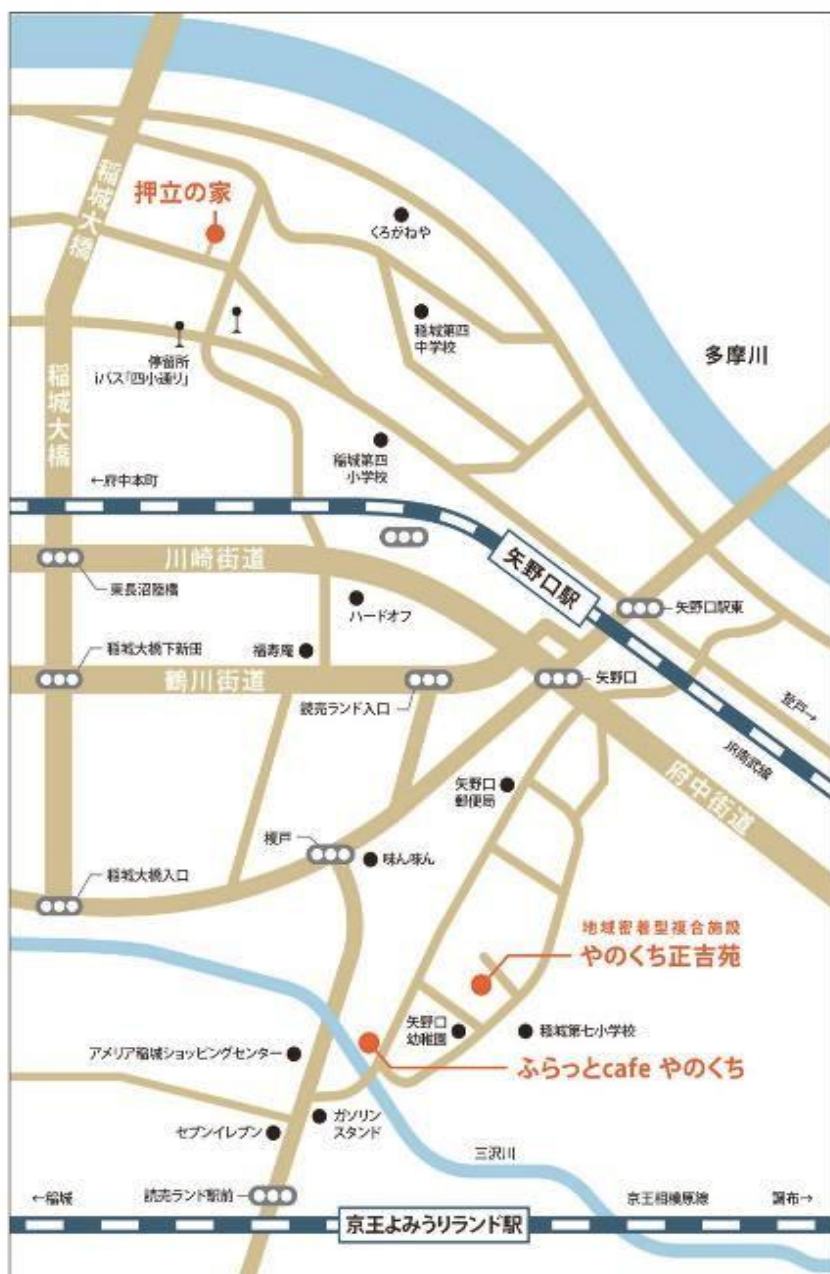 稲城大橋
押立の家
くろがねや
稲城第四
中学校
多摩川
停留所
iバス「四小通り」
稲城大橋
稲城第四
小学校
←府中本町
川崎街道
矢野口駅
東長沼陸橋
ハードオフ
矢野口駅東
稲城大橋下新田
福寿庵
鶴川街道
読売ランド入口
矢野口
登戸→
JR南武線
府中街道
矢野口
郵便局
榎戸
味ん味ん
稲城大橋入口
地域密着型複合施設
やのくち正吉苑
矢野口
幼稚園
稲城第七小学校
アメリア稲城ショッピングセンター
ふらっとcafe やのくち
ガソリン
スタンド
セブンイレブン
三沢川
←稲城
読売ランド駅前
京王相模原線
調布→
京王よみうりランド駅